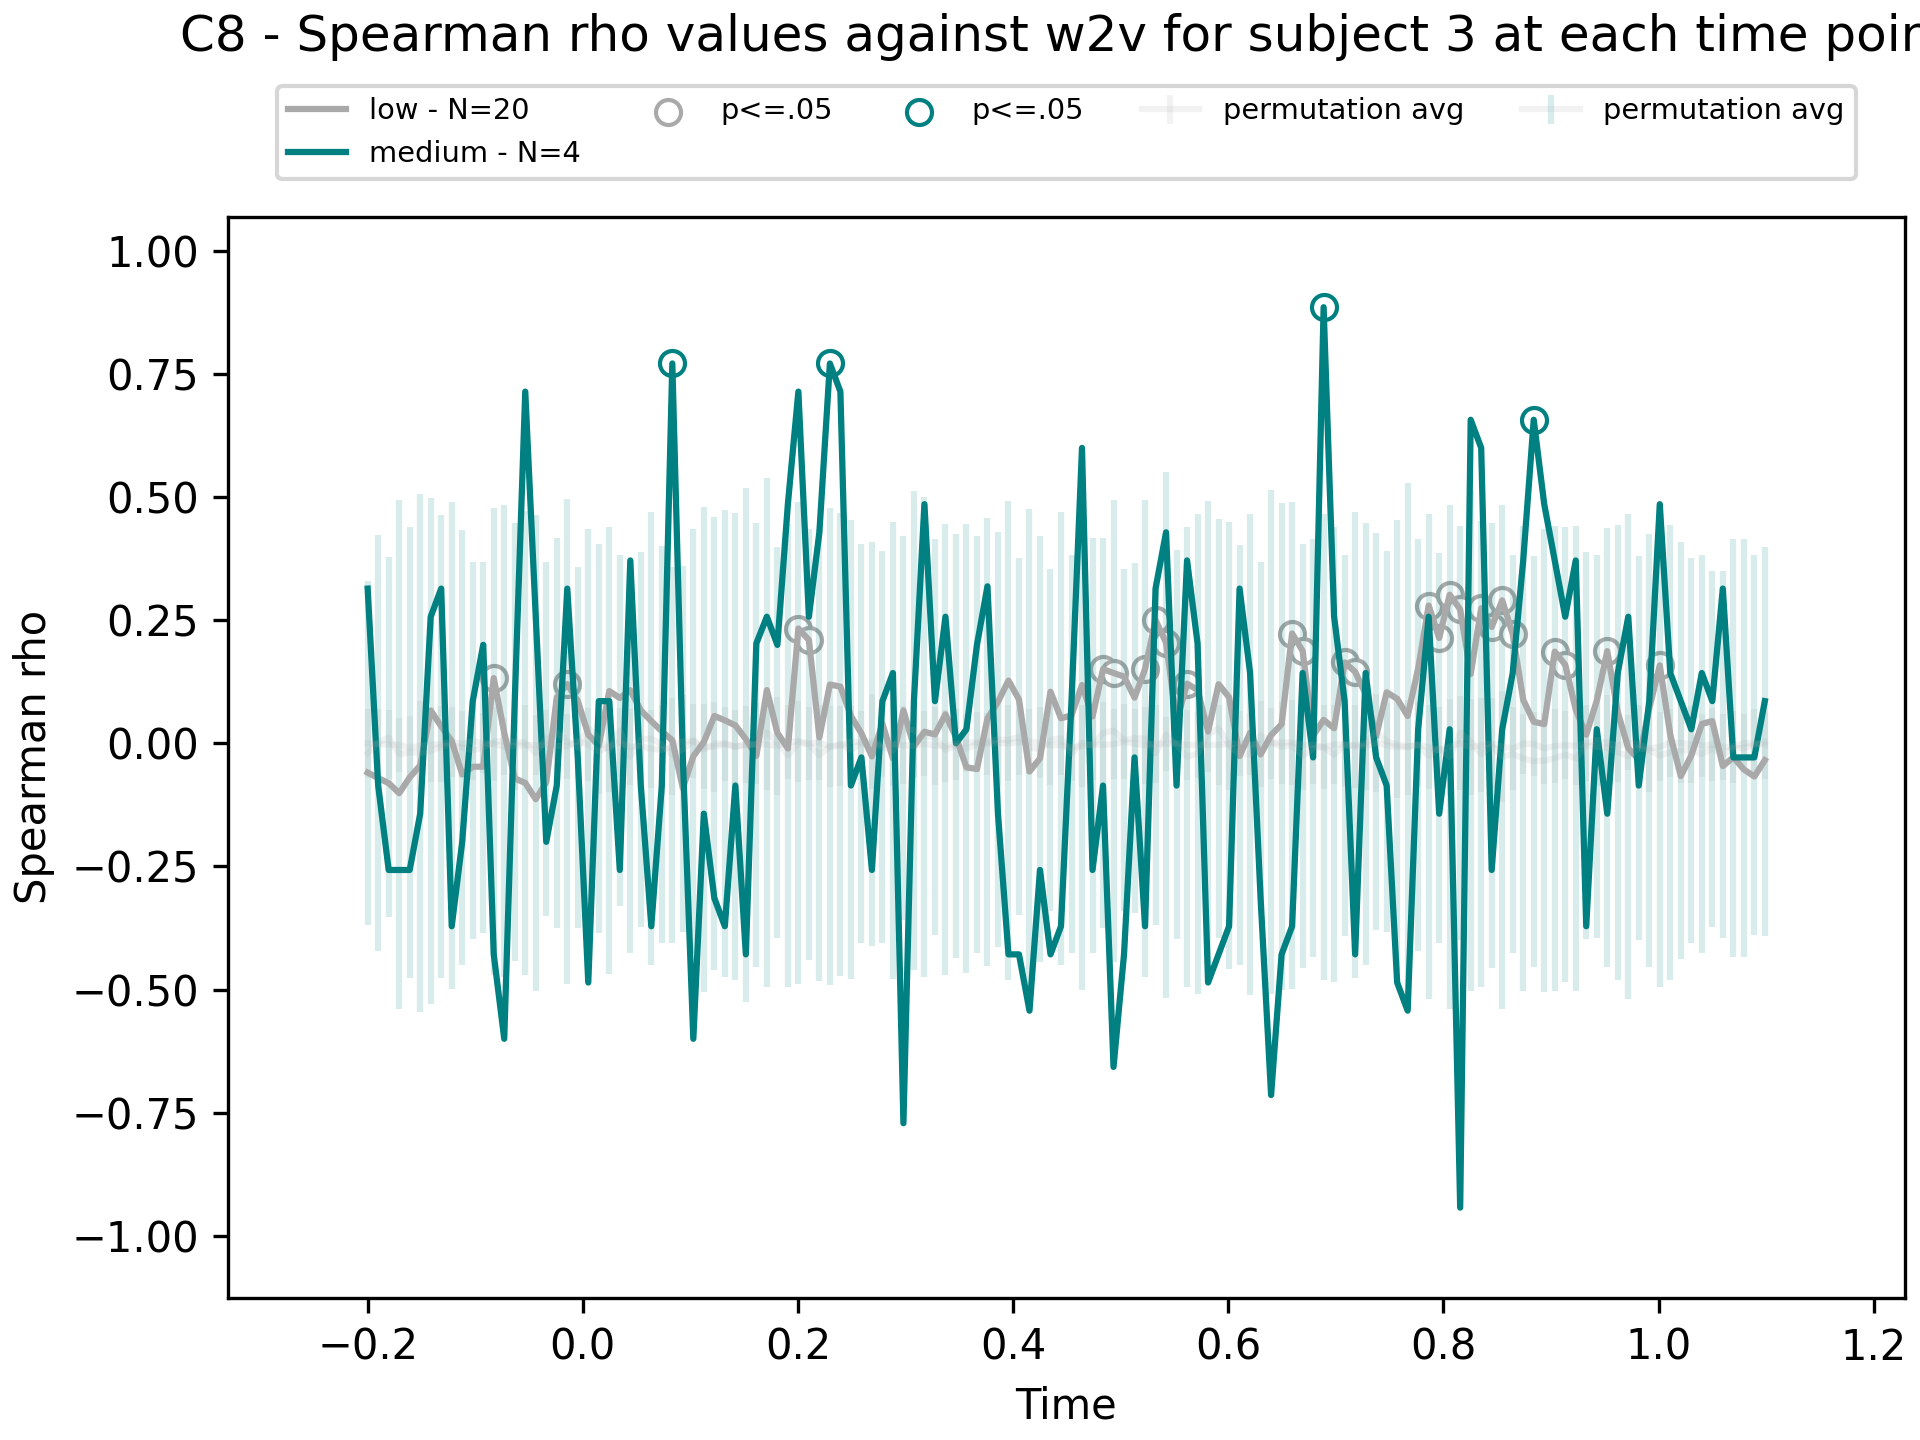 C8 - Spearman rho values against w2v for subject 3 at each time poin
low - N=20
medium - N=4
p<=.05
p<=.05
permutation avg
permutation avg
1.00
0.75
0.50
0.25
0.00
−0.25
−0.50
−0.75
−1.00
Spearman rho
−0.2 0.0 0.2 0.4 0.6 0.8 1.0 1.2
Time